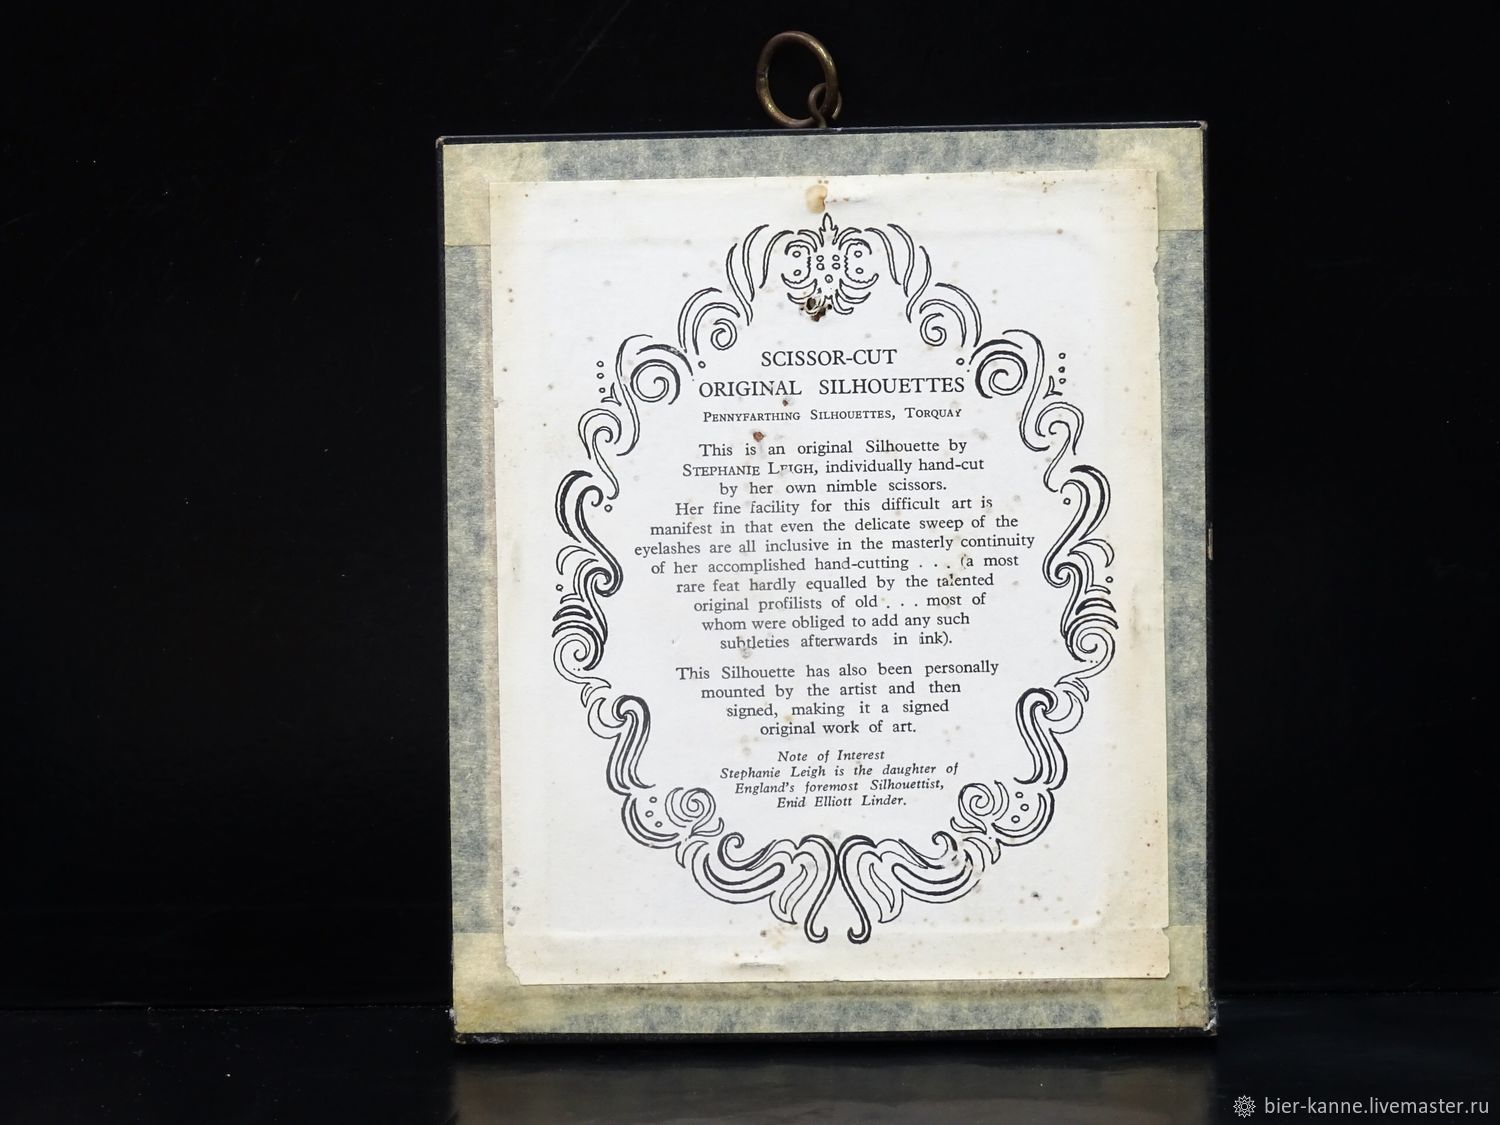 SCISSOR-CUT
ORIGINAL SILHOUETTES
PENNYFARTHING SILHOUETTES, TORQUAY
This is an original Silhouette by
STEPHANIE LEIGH, individually hand-cut
by her own nimble scissors.
Her fine facility for this difficult art is
manifest in that even the delicate sweep of the
eyelashes are all inclusive in the masterly continuity
of her accomplished hand-cutting . . . (a most
rare feat hardly equalled by the talented
original profilists of old . . . most of
whom were obliged to add any such
subtleties afterwards in ink).
This Silhouette has also been personally
mounted by the artist and then
signed, making it a signed
original work of art.
Note of Interest
Stephanie Leigh is the daughter of
England's foremost Silhouettist,
Enid Elliott Linder.
bier-kanne.livemaster.ru